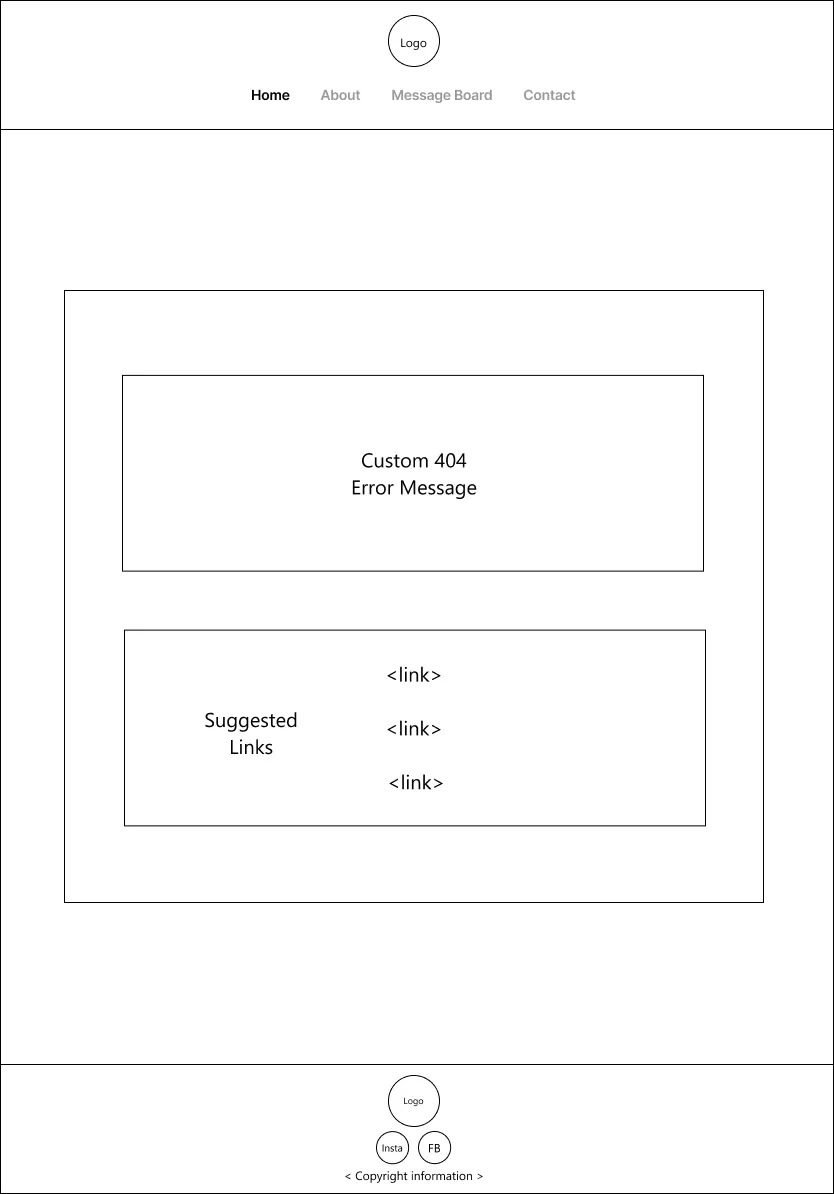 Logo
Home About Message Board Contact
Custom 404
Error Message
Suggested
Links
<link>
<link>
<link>
Logo
Insta FB
< Copyright information >